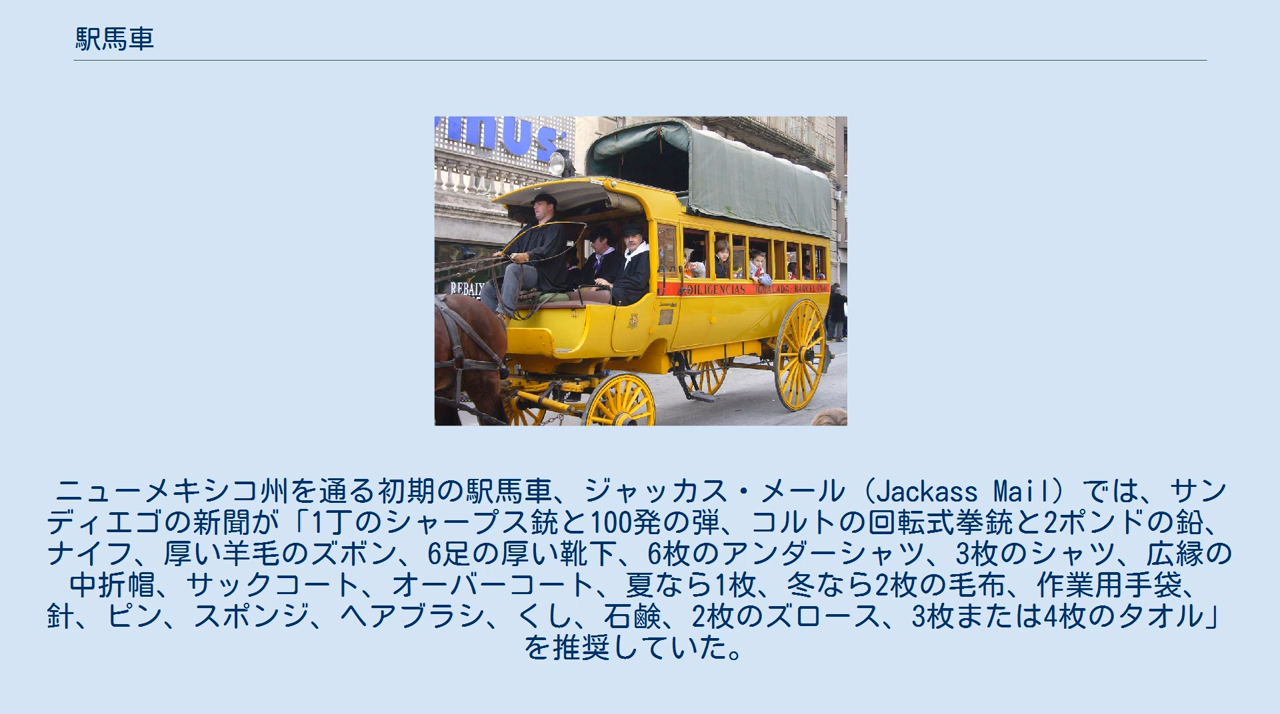 駅馬車
inus
REBAIX
DILIGENCIAS
ニューメキシコ州を通る初期の駅馬車、ジャッカス・メール（Jackass Mail）では、サン
ディエゴの新聞が「1丁のシャープス銃と100発の弾、コルトの回転式拳銃と2ポンドの鉛、
ナイフ、厚い羊毛のズボン、6足の厚い靴下、6枚のアンダーシャツ、3枚のシャツ、広縁の
中折帽、サックコート、オーバーコート、夏なら1枚、冬なら2枚の毛布、作業用手袋、
針、ピン、スポンジ、ヘアブラシ、くし、石鹸、2枚のズロース、3枚または4枚のタオル」
を推奨していた。